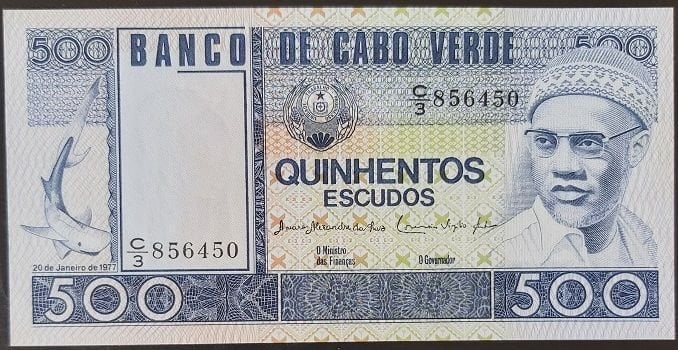 500 BANCO DE CABO VERDE 500
C/3 856450
QUINHENTOS
ESCUDOS
C/3 856450
O Ministro
das Finanças
O Governador
20 de Janeiro de 1977
500 500